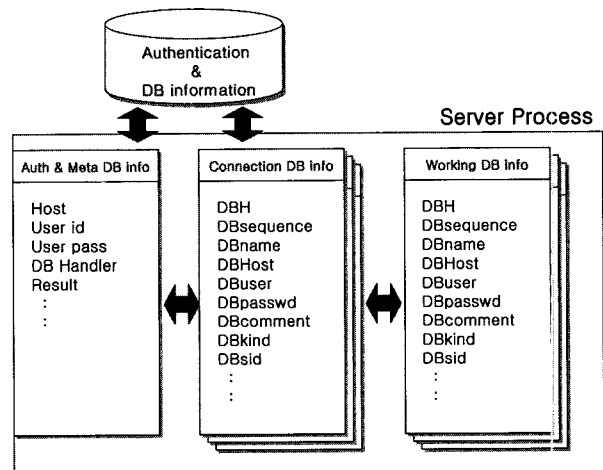 Authentication
&
DB information
Server Process
Auth & Meta DB info
Host
User id
User pass
DB Handler
Result
:
:
Connection DB info
DBH
DBsequence
DBname
DBHost
DBuser
DBpasswd
DBcomment
DBkind
DBsid
:
:
Working DB info
DBH
DBsequence
DBname
DBHost
DBuser
DBpasswd
DBcomment
DBkind
DBsid
:
: